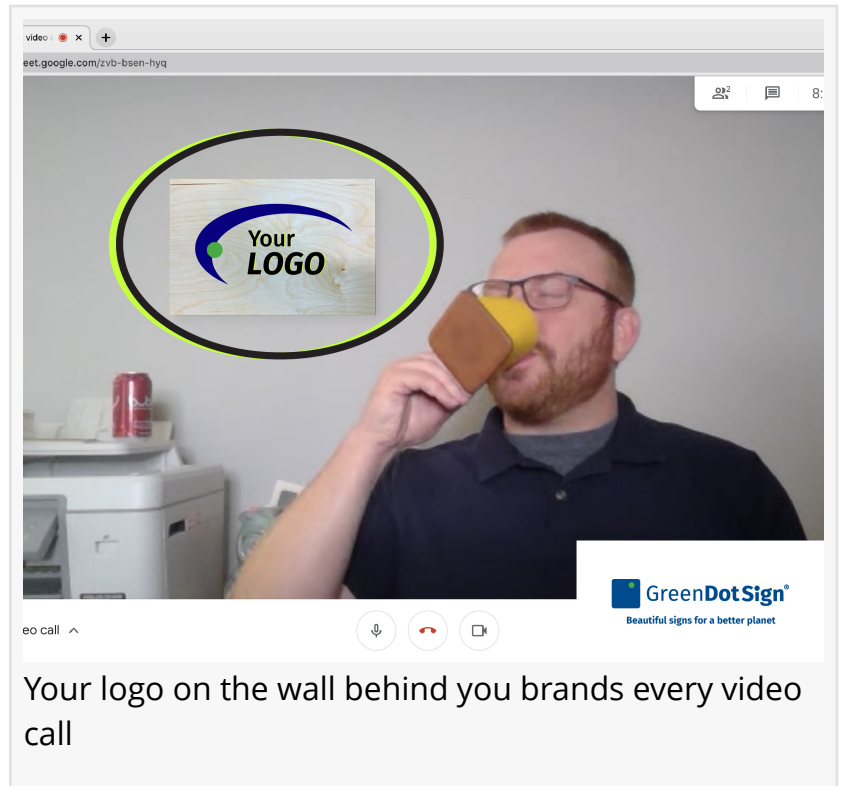 video
eet.google.com/zvb-bsen-hyq
2
8:
Your
LOGO
GreenDotSign®
Beautiful signs for a better planet
eo call
Your logo on the wall behind you brands every video
call